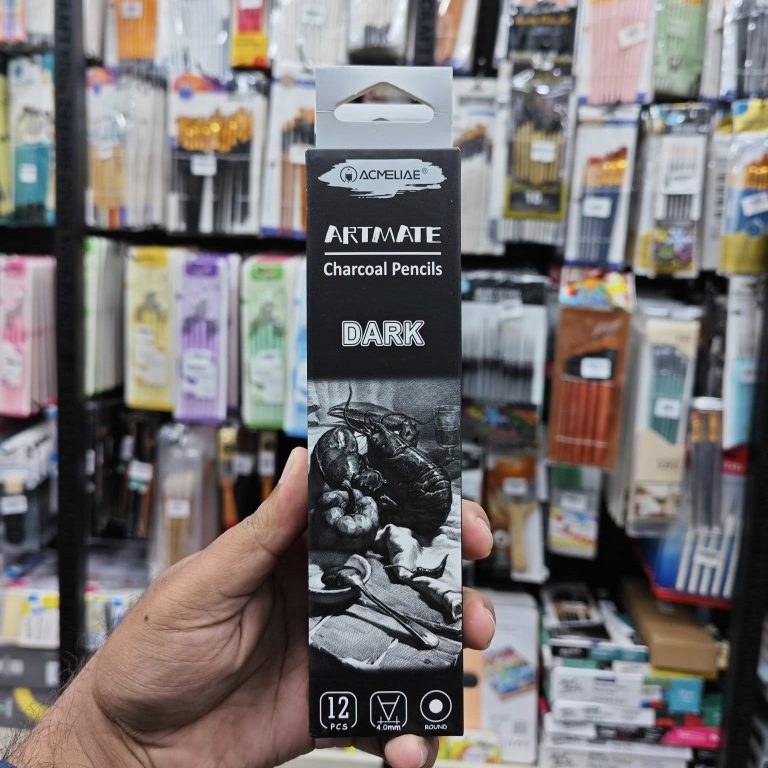 ACMELIAE®
ARTMATE
Charcoal Pencils
DARK
12
PCS
4.0mm
ROUND